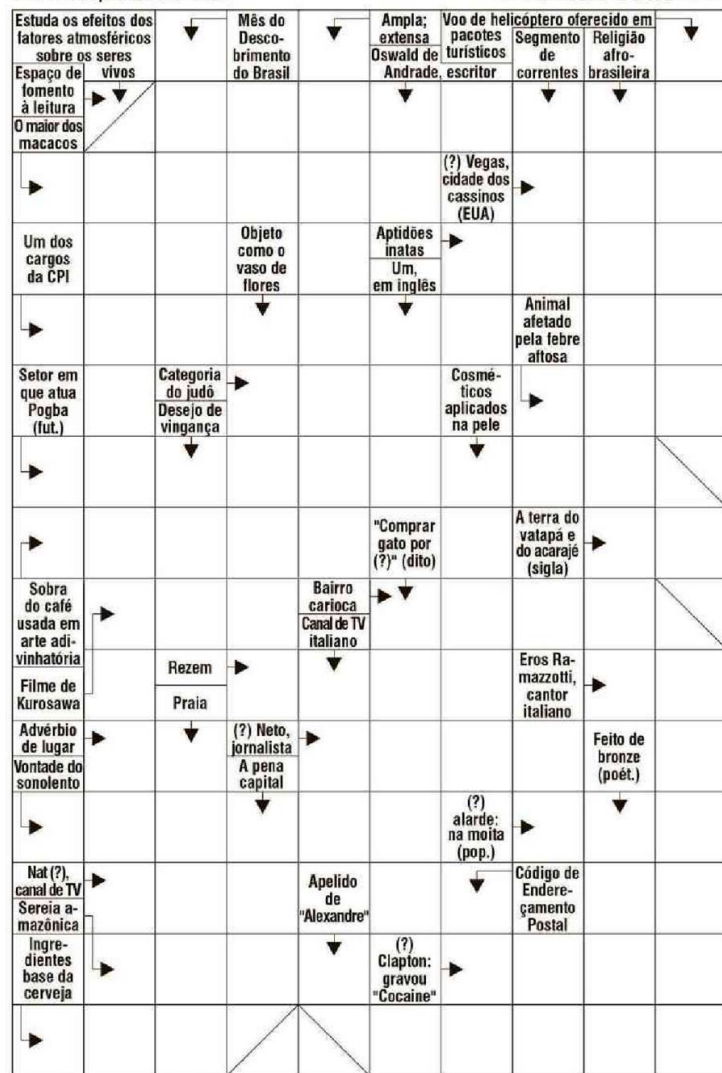 Estuda os efeitos dos
fatores atmosféricos
sobre os seres
vivos
Mês do
Desco-
brimento
do Brasil
Ampla;
extensa
Oswald de
Andrade, escritor
Voo de helicóptero oferecido em
pacotes
turísticos
Segmento
de
correntes
Religião
afro-
brasileira
Espaço de
fomento
à leitura
O maior dos
macacos
(?) Vegas,
cidade dos
cassinos
(EUA)
Um dos
cargos
da CPI
Objeto
como o
vaso de
flores
Aptidões
inatas
Um,
em inglês
Animal
afetado
pela febre
aftosa
Setor em
que atua
Pogba
(fut.)
Categoria
do judô
Desejo de
vingança
Cosmé-
ticos
aplicados
na pele
"Comprar
gato por
(?)" (dito)
A terra do
vatapá e
do acarajé
(sigla)
Sobra
do café
usada em
arte adi-
vinhatória
Filme de
Kurosawa
Bairro
carioca
Canal de TV
italiano
Rezem
Praia
Eros Ra-
mazzotti,
cantor
italiano
Advérbio
de lugar
Vontade do
sonolento
(?) Neto,
jornalista
A pena
capital
Feito de
bronze
(poét.)
(?)
alarde:
na moita
(pop.)
Nat (?),
canal de TV
Sereia a-
mazônica
Apelido
de
"Alexandre"
Código de
Endere-
çamento
Postal
Ingre-
dientes
base da
cerveja
(?)
Clapton:
gravou
"Cocaine"